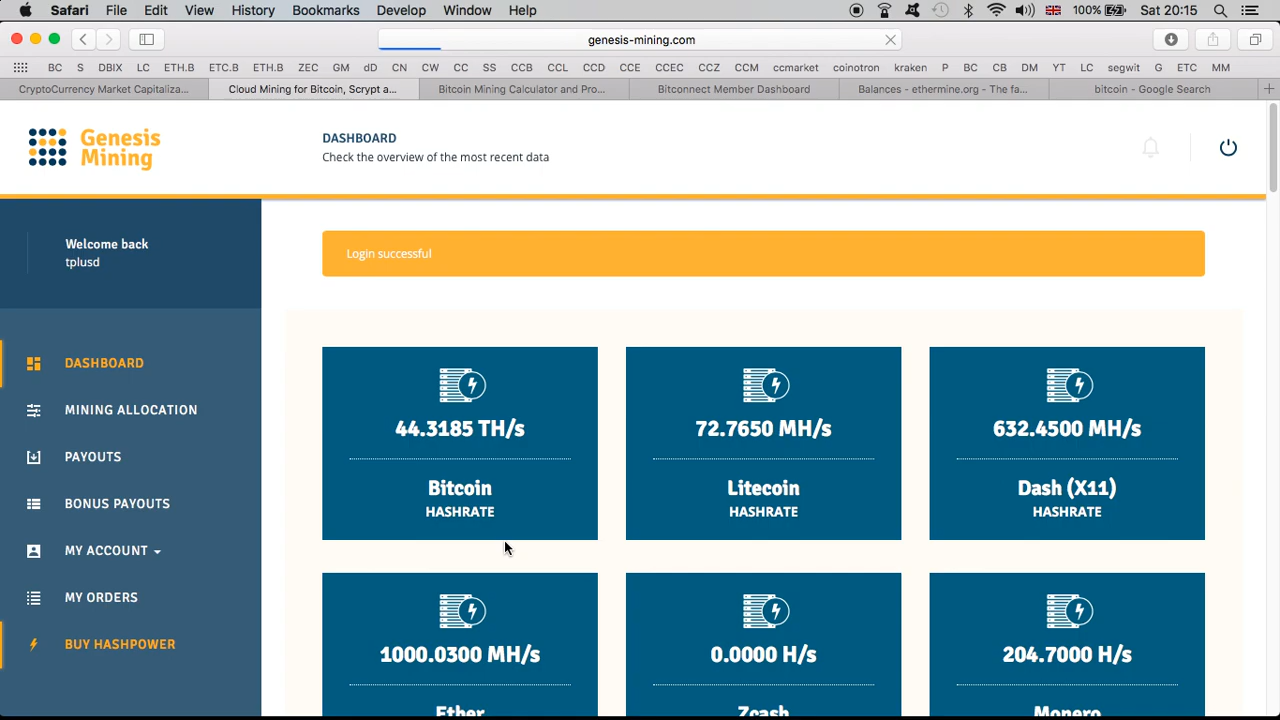 Safari File Edit View History Bookmarks Develop Window Help 100% Sat 20:15
genesis-mining.com
BC S DBIX LC ETH.B ETC.B ETH.B ZEC GM dD CN CW CC SS CCB CCL CCD CCE CCEC CCZ CCM ccmarket coinotron kraken P BC CB DM YT LC segwit G ETC MM
CryptoCurrency Market Capitaliza... Cloud Mining for Bitcoin, Scrypt a... Bitcoin Mining Calculator and Pro... Bitconnect Member Dashboard Balances - ethermine.org - The fa... bitcoin - Google Search
Genesis
Mining
DASHBOARD
Check the overview of the most recent data
Welcome back
tplusd
Login successful
DASHBOARD
MINING ALLOCATION
PAYOUTS
BONUS PAYOUTS
MY ACCOUNT
MY ORDERS
BUY HASHPOWER
44.3185 TH/s
Bitcoin
HASHRATE
72.7650 MH/s
Litecoin
HASHRATE
632.4500 MH/s
Dash (X11)
HASHRATE
1000.0300 MH/s
Ether
0.0000 H/s
Zcash
204.7000 H/s
Monero